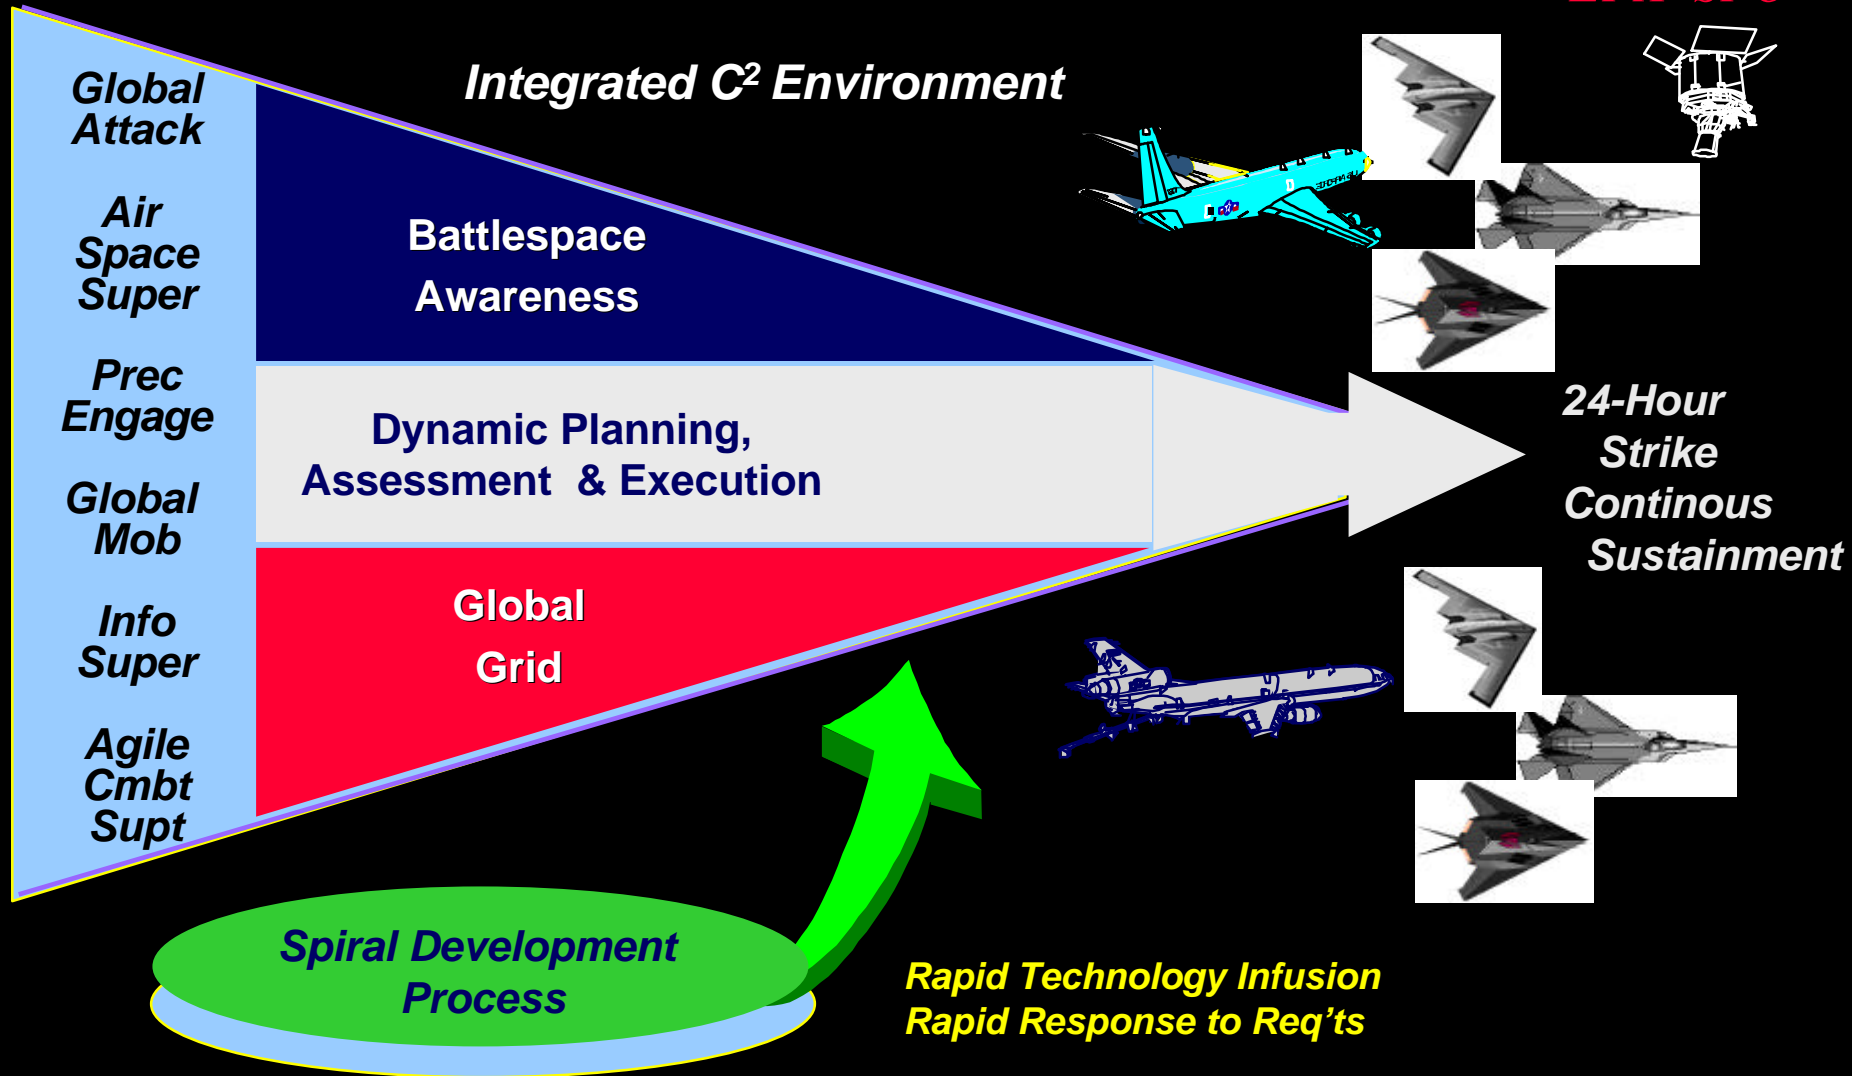 Integrated C² Environment
Global
Attack
Air
Space
Super
Prec
Engage
Global
Mob
Info
Super
Agile
Cmbt
Supt
Battlespace
Awareness
Dynamic Planning,
Assessment & Execution
Global
Grid
24-Hour
Strike
Continous
Sustainment
Spiral Development
Process
Rapid Technology Infusion
Rapid Response to Req'ts